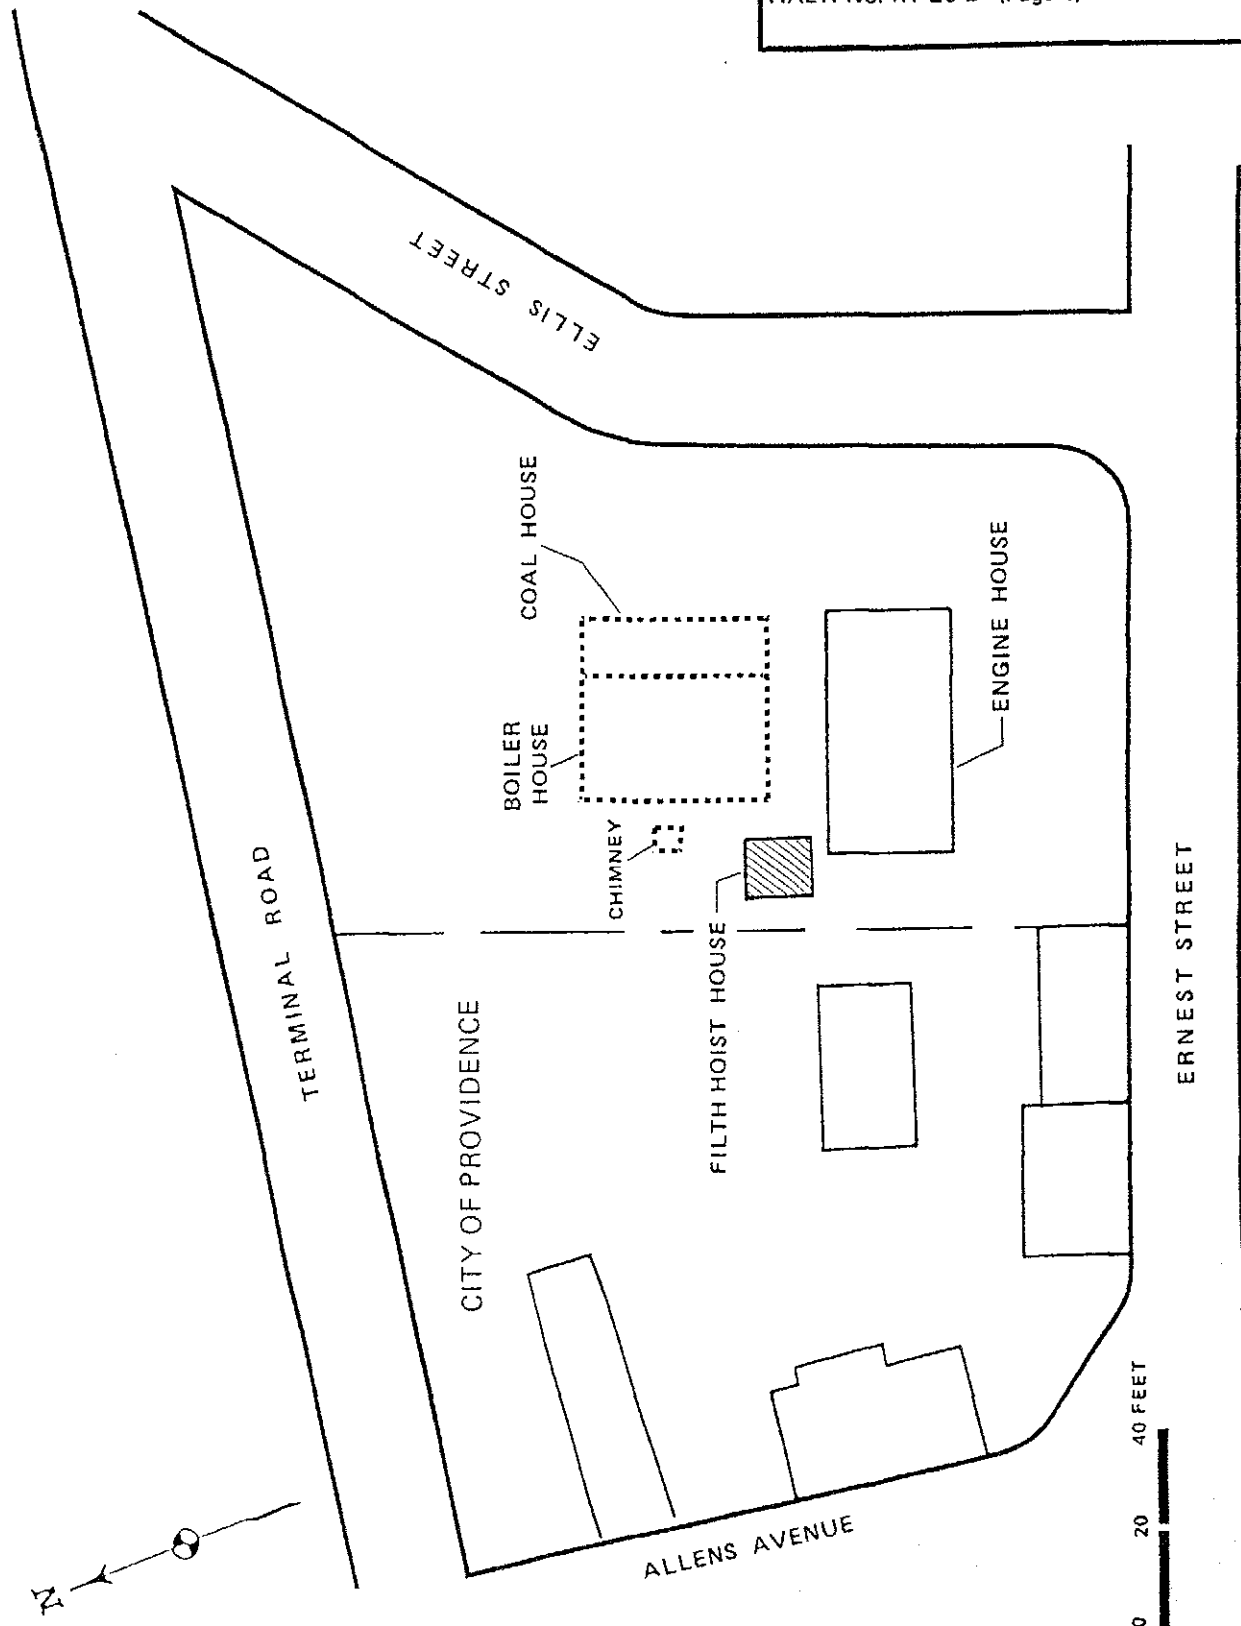 N
TERMINAL ROAD
ELLIS STREET
CITY OF PROVIDENCE
BOILER
HOUSE
COAL HOUSE
CHIMNEY
FILTH HOIST HOUSE
ENGINE HOUSE
ALLENS AVENUE
ERNEST STREET
0 20 40 FEET